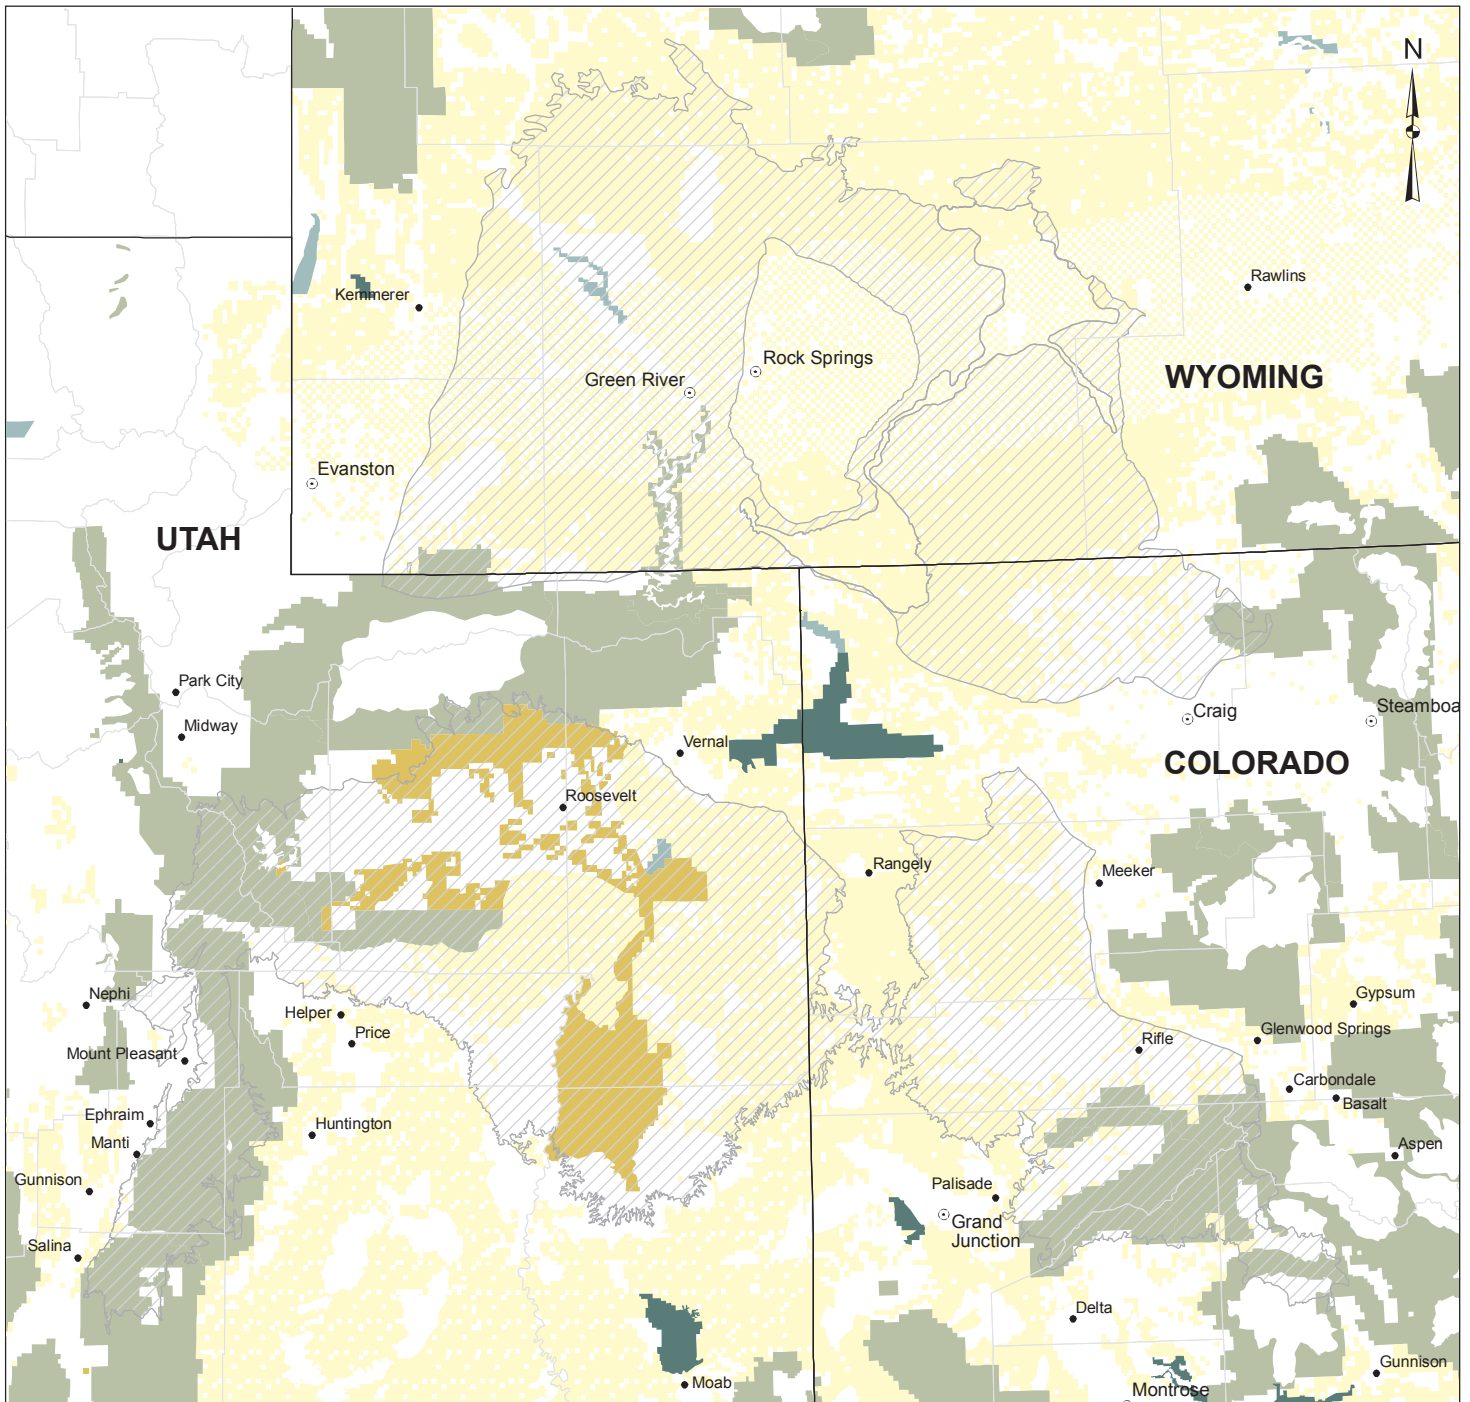 N
Rawlins
Kemmerer
Rock Springs
WYOMING
Green River
Evanston
UTAH
Park City
Craig
Steamboa
Midway
Vernal
COLORADO
Roosevelt
Rangely
Meeker
Nephi
Gypsum
Helper
Glenwood Springs
Price
Rifle
Mount Pleasant
Carbondale
Basalt
Ephraim
Huntington
Manti
Aspen
Gunnison
Palisade
Grand
Junction
Salina
Delta
Gunnison
Moab
Montrose